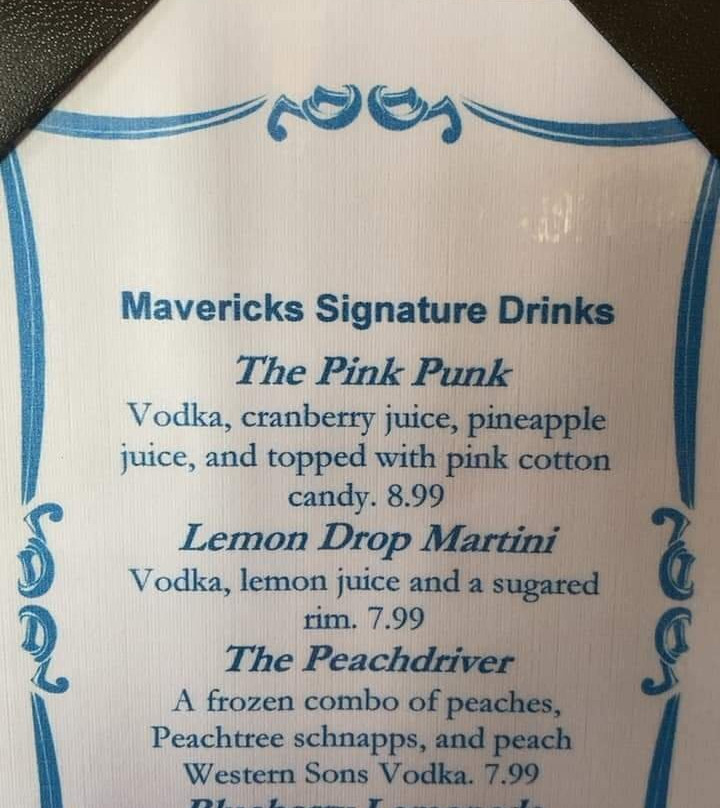 Mavericks Signature Drinks
The Pink Punk
Vodka, cranberry juice, pineapple
juice, and topped with pink cotton
candy. 8.99
Lemon Drop Martini
Vodka, lemon juice and a sugared
rim. 7.99
The Peachdriver
A frozen combo of peaches,
Peachtree schnapps, and peach
Western Sons Vodka. 7.99